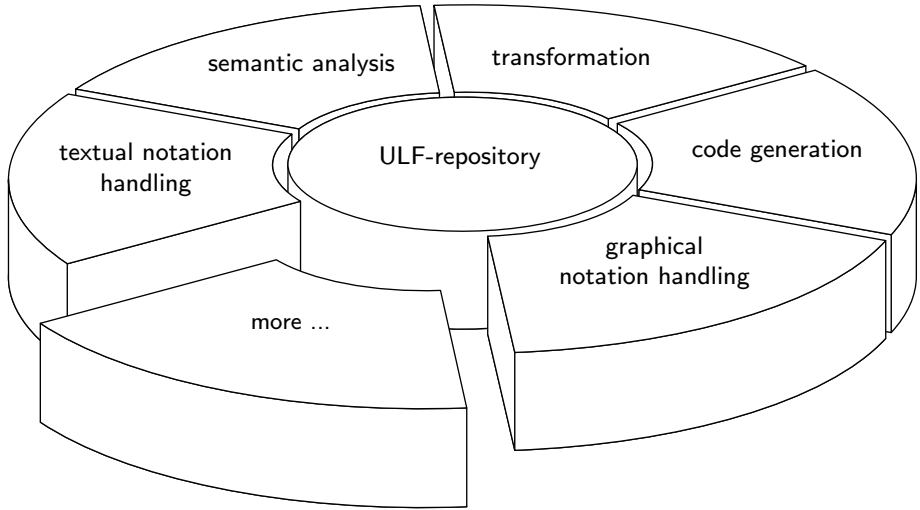 semantic analysis
transformation
textual notation
handling
ULF-repository
code generation
graphical
notation handling
more ...